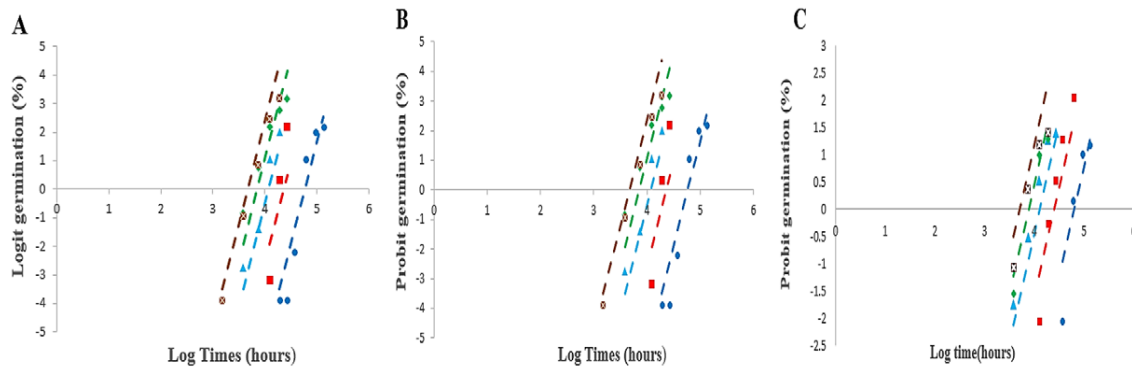 A
Logit germination (%)
5
4
3
2
1
0
-1
-2
-3
-4
-5
0 1 2 3 4 5 6
Log Times (hours)
B
Probit germination (%)
5
4
3
2
1
0
-1
-2
-3
-4
-5
0 1 2 3 4 5 6
Log Times (hours)
C
Probit germination (%)
3
2.5
2
1.5
1
0.5
0
-0.5
-1
-1.5
-2
-2.5
0 1 2 3 4 5 6
Log time(hours)